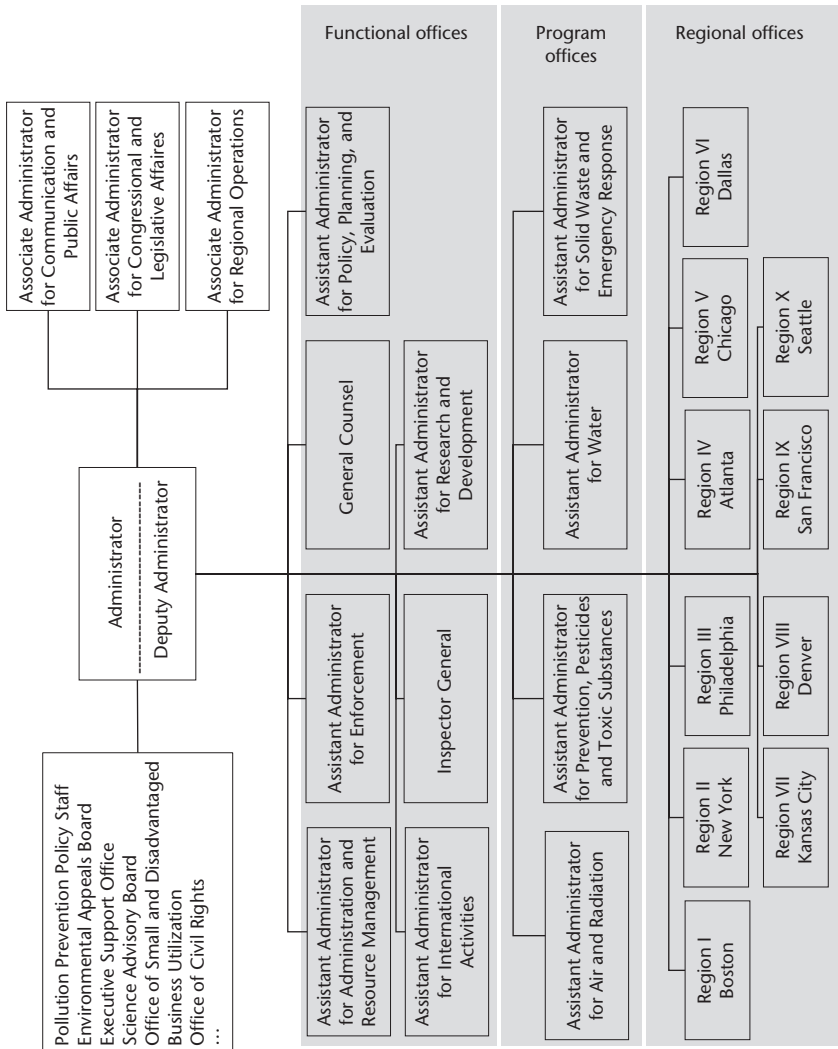 Pollution Prevention Policy Staff
Environmental Appeals Board
Executive Support Office
Science Advisory Board
Office of Small and Disadvantaged
Business Utilization
Office of Civil Rights
…
Administrator
Deputy Administrator
Associate Administrator
for Communication and
Public Affairs
Associate Administrator
for Congressional and
Legislative Affaires
Associate Administrator
for Regional Operations
Functional offices
Assistant Administrator
for Administration and
Resource Management
Assistant Administrator
for Enforcement
General Counsel
Assistant Administrator
for Policy, Planning, and
Evaluation
Assistant Administrator
for International
Activities
Inspector General
Assistant Administrator
for Research and
Development
Program
offices
Assistant Administrator
for Air and Radiation
Assistant Administrator
for Prevention, Pesticides
and Toxic Substances
Assistant Administrator
for Water
Assistant Administrator
for Solid Waste and
Emergency Response
Regional offices
Region I
Boston
Region II
New York
Region III
Philadelphia
Region IV
Atlanta
Region V
Chicago
Region VI
Dallas
Region VII
Kansas City
Region VIII
Denver
Region IX
San Francisco
Region X
Seattle